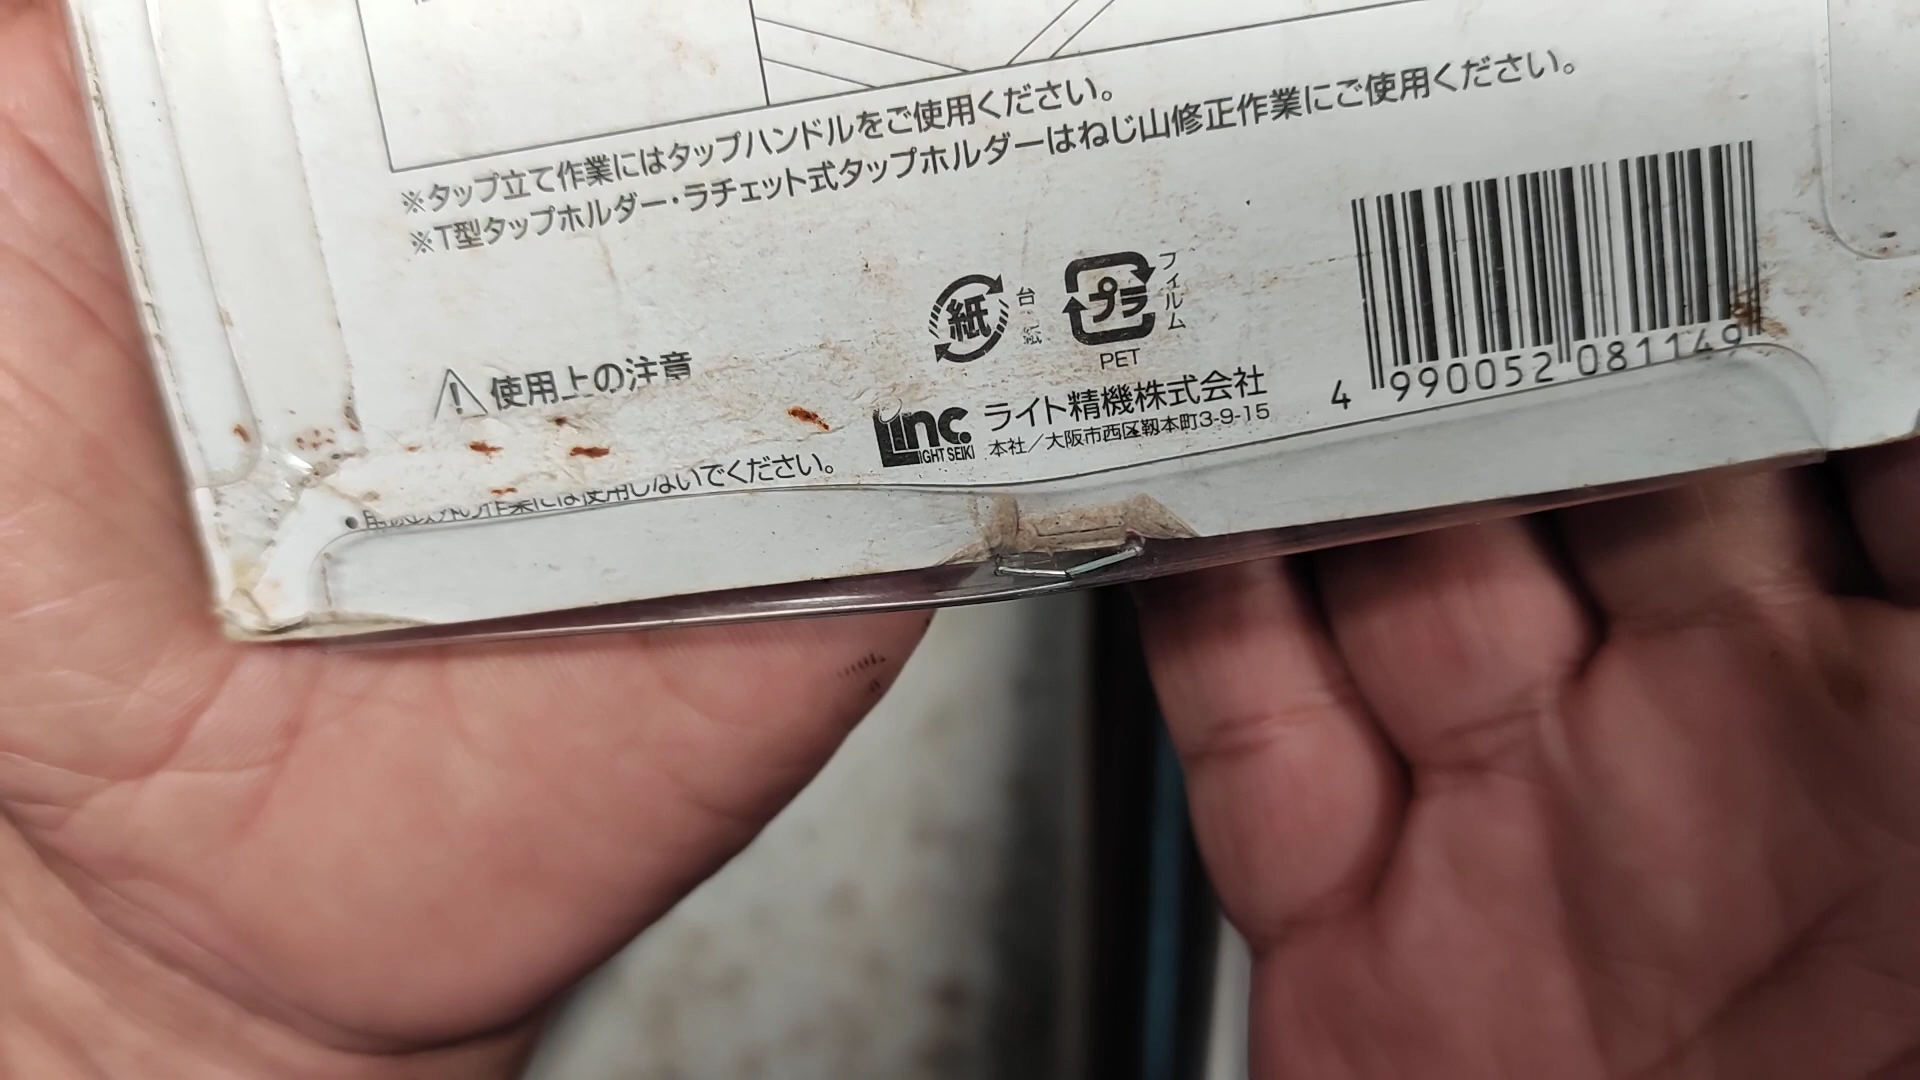 ※タップ立て作業にはタップハンドルをご使用ください。
※T型タップホルダー・ラチェット式タップホルダーはねじ山修正作業にご使用ください。
紙
台紙
プラ
フィルム
PET
使用上の注意
使用しないでください。
Linc.
LIGHT SEIKI
ライト精機株式会社
本社／大阪市西区靱本町3-9-15
4 990052 081149